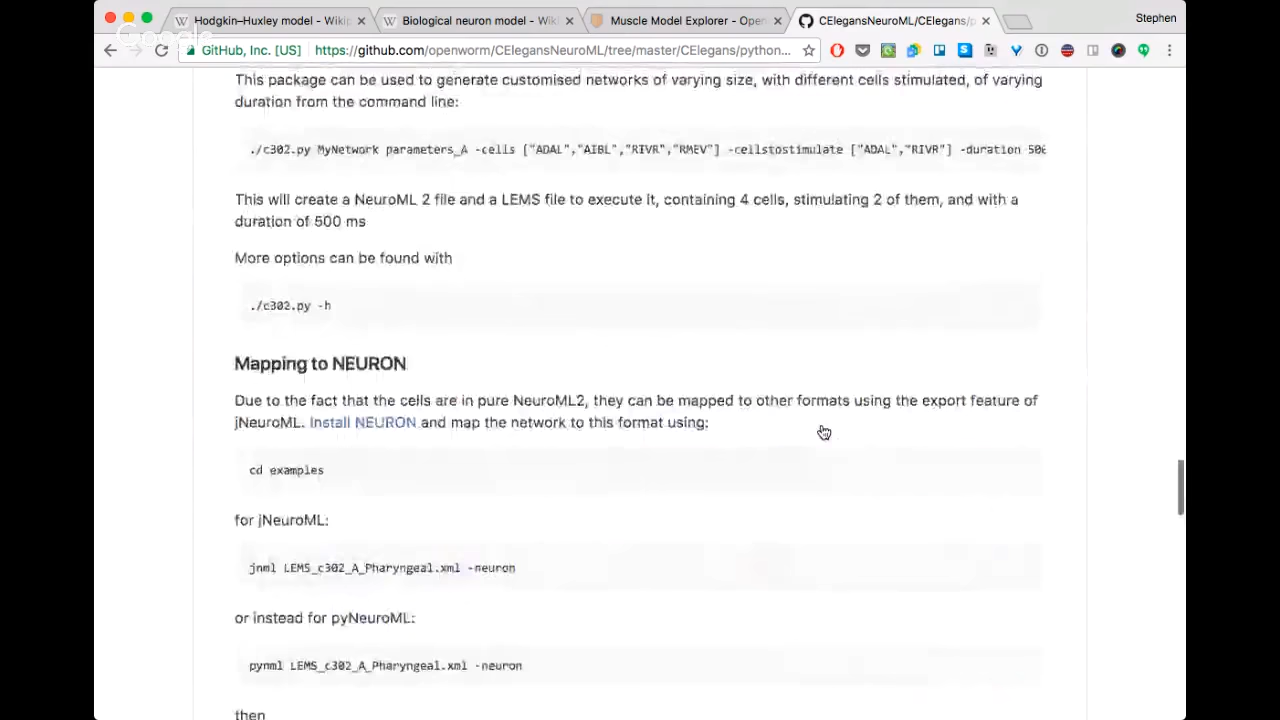 Hodgkin–Huxley model - Wiki
Biological neuron model - Wiki
Muscle Model Explorer - Open
CElegansNeuroML/CElegans/p
Stephen
Google
GitHub, Inc. [US]
https://github.com/openworm/CElegansNeuroML/tree/master/CElegans/python...
This package can be used to generate customised networks of varying size, with different cells stimulated, of varying
duration from the command line:
./c302.py MyNetwork parameters_A -cells ["ADAL","AIBL","RIVR","RMEV"] -cellstostimulate ["ADAL","RIVR"] -duration 50
This will create a NeuroML 2 file and a LEMS file to execute it, containing 4 cells, stimulating 2 of them, and with a
duration of 500 ms
More options can be found with
./c302.py -h
Mapping to NEURON
Due to the fact that the cells are in pure NeuroML2, they can be mapped to other formats using the export feature of
jNeuroML. Install NEURON and map the network to this format using:
cd examples
for jNeuroML:
jnml LEMS_c302_A_Pharyngeal.xml -neuron
or instead for pyNeuroML:
pynml LEMS_c302_A_Pharyngeal.xml -neuron
then